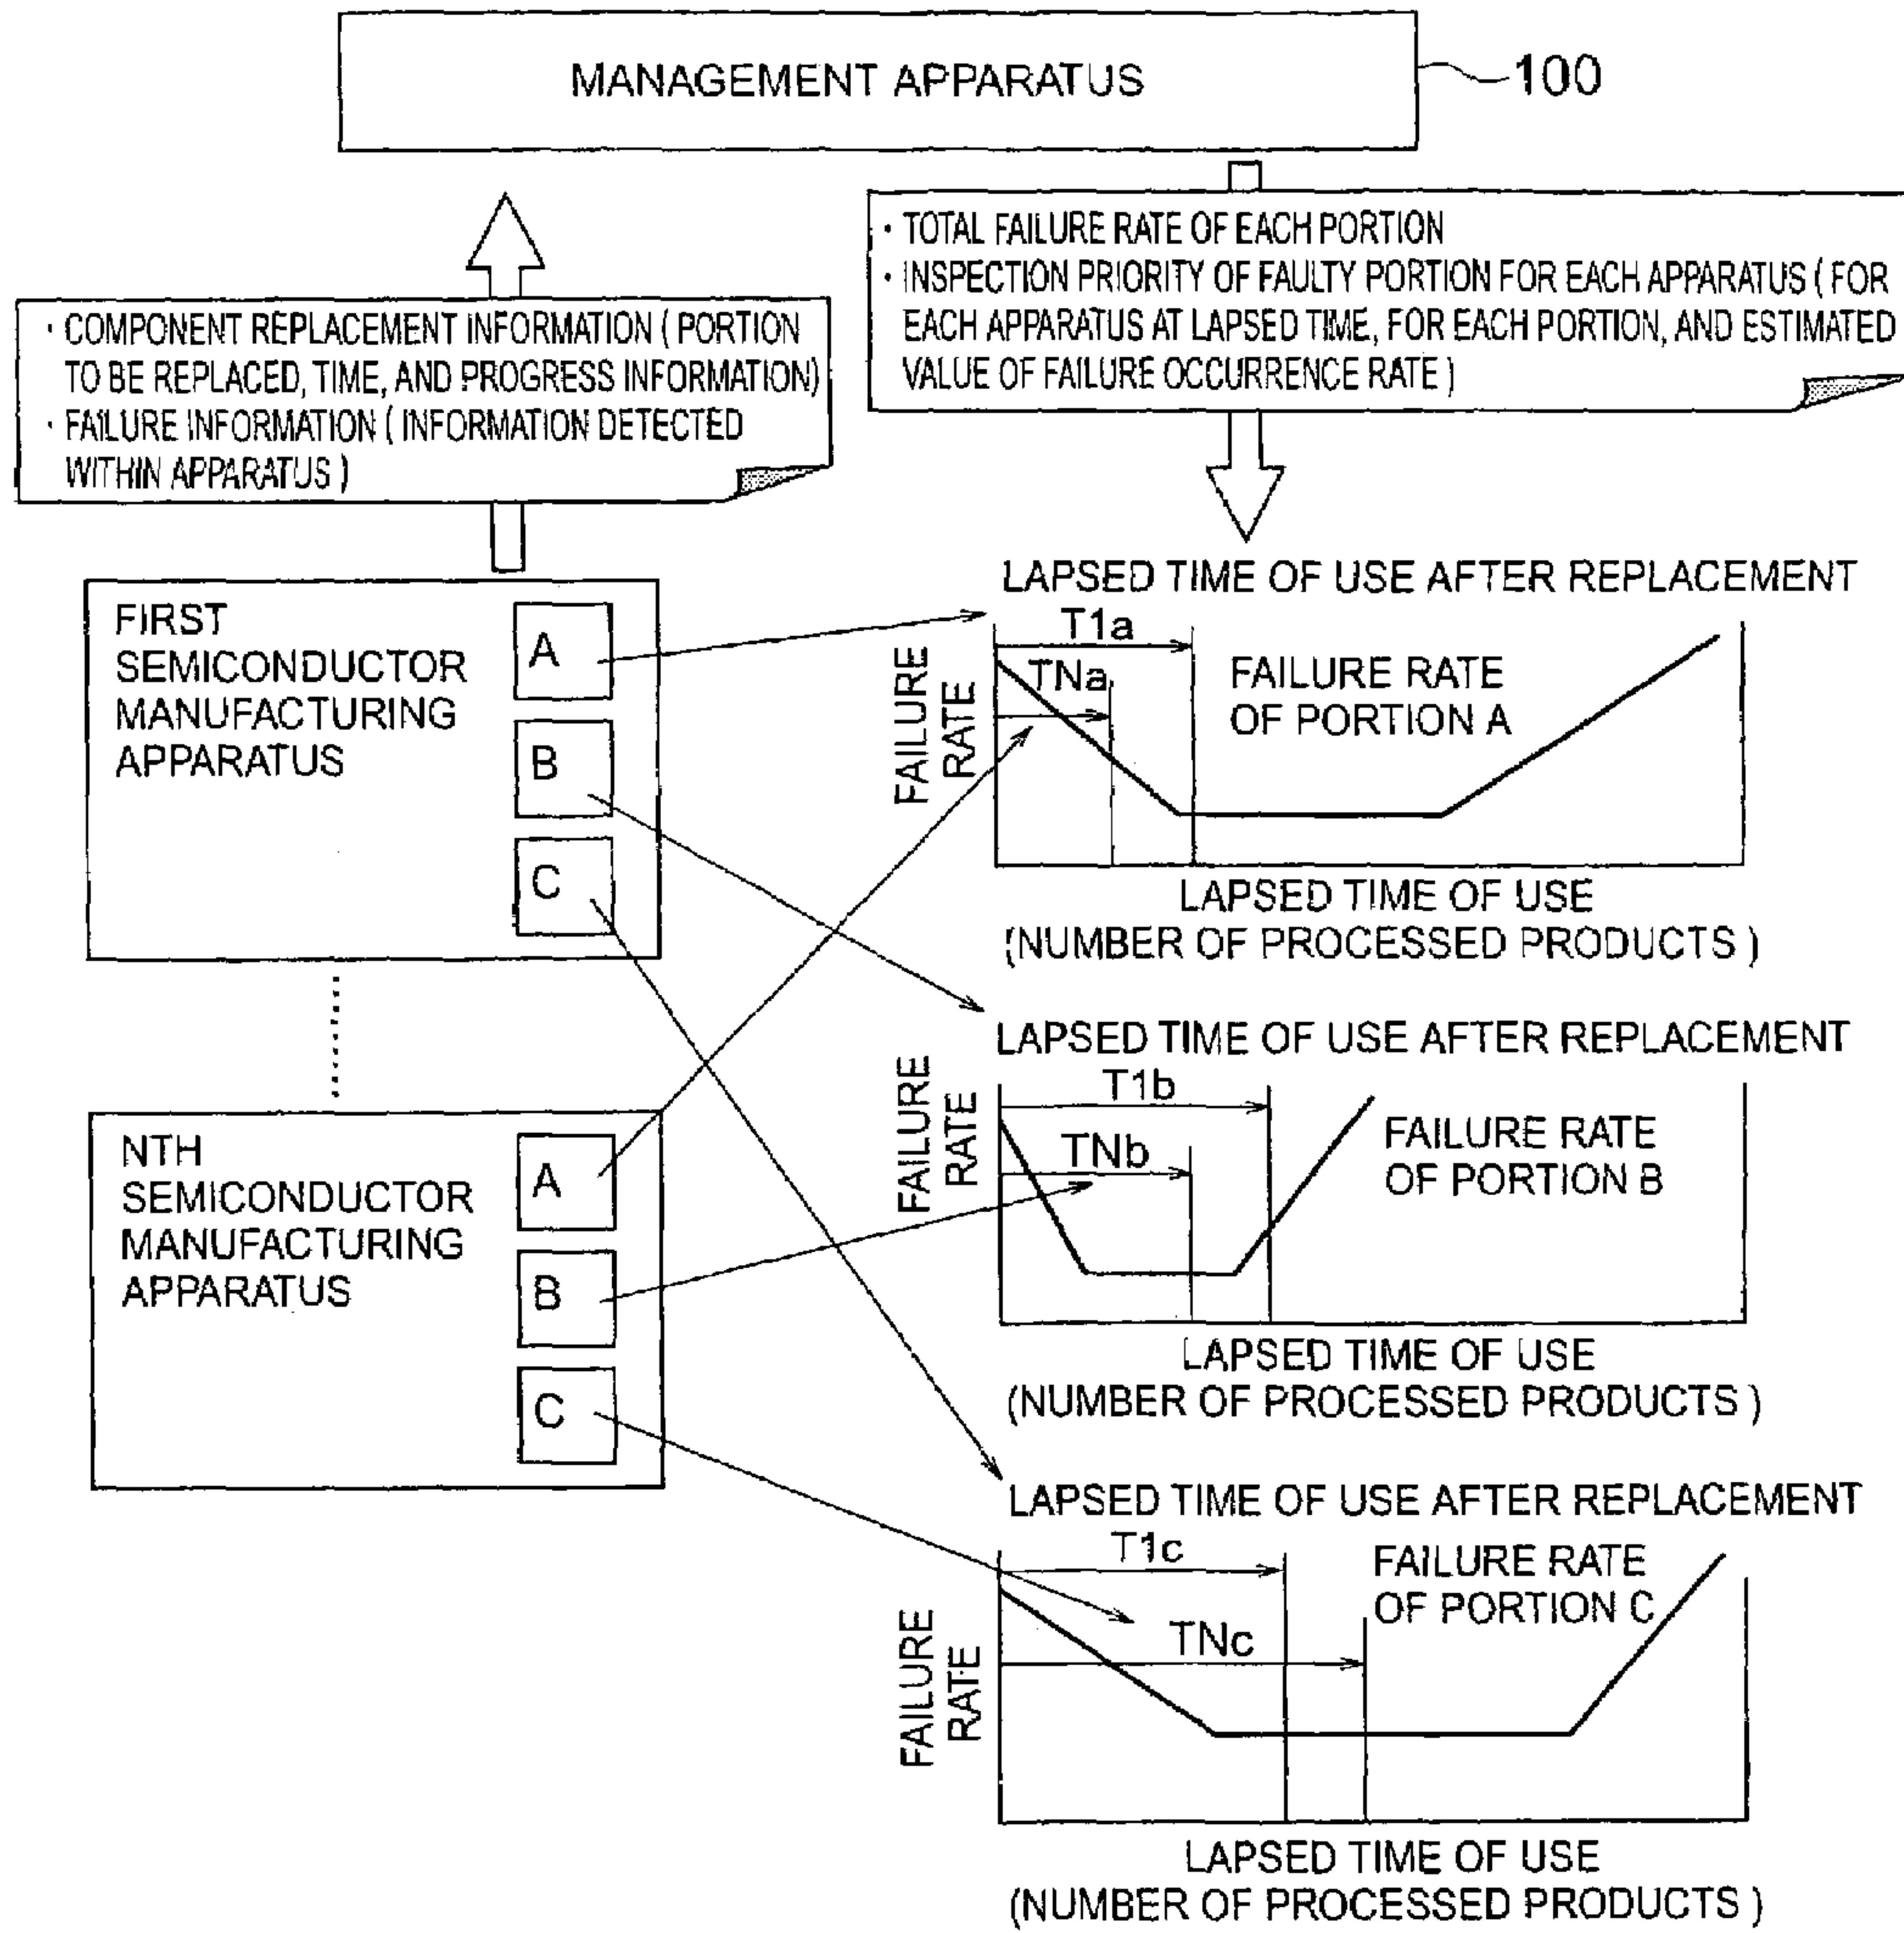 MANAGEMENT APPARATUS
100
· COMPONENT REPLACEMENT INFORMATION ( PORTION
TO BE REPLACED, TIME, AND PROGRESS INFORMATION)
· FAILURE INFORMATION ( INFORMATION DETECTED
WITHIN APPARATUS )
· TOTAL FAILURE RATE OF EACH PORTION
· INSPECTION PRIORITY OF FAULTY PORTION FOR EACH APPARATUS ( FOR
EACH APPARATUS AT LAPSED TIME, FOR EACH PORTION, AND ESTIMATED
VALUE OF FAILURE OCCURRENCE RATE )
FIRST
SEMICONDUCTOR
MANUFACTURING
APPARATUS
A
B
C
NTH
SEMICONDUCTOR
MANUFACTURING
APPARATUS
A
B
C
LAPSED TIME OF USE AFTER REPLACEMENT
T1a
TNa
FAILURE
RATE
FAILURE RATE
OF PORTION A
LAPSED TIME OF USE
(NUMBER OF PROCESSED PRODUCTS )
LAPSED TIME OF USE AFTER REPLACEMENT
T1b
TNb
FAILURE
RATE
FAILURE RATE
OF PORTION B
LAPSED TIME OF USE
(NUMBER OF PROCESSED PRODUCTS )
LAPSED TIME OF USE AFTER REPLACEMENT
T1c
TNc
FAILURE
RATE
FAILURE RATE
OF PORTION C
LAPSED TIME OF USE
(NUMBER OF PROCESSED PRODUCTS )